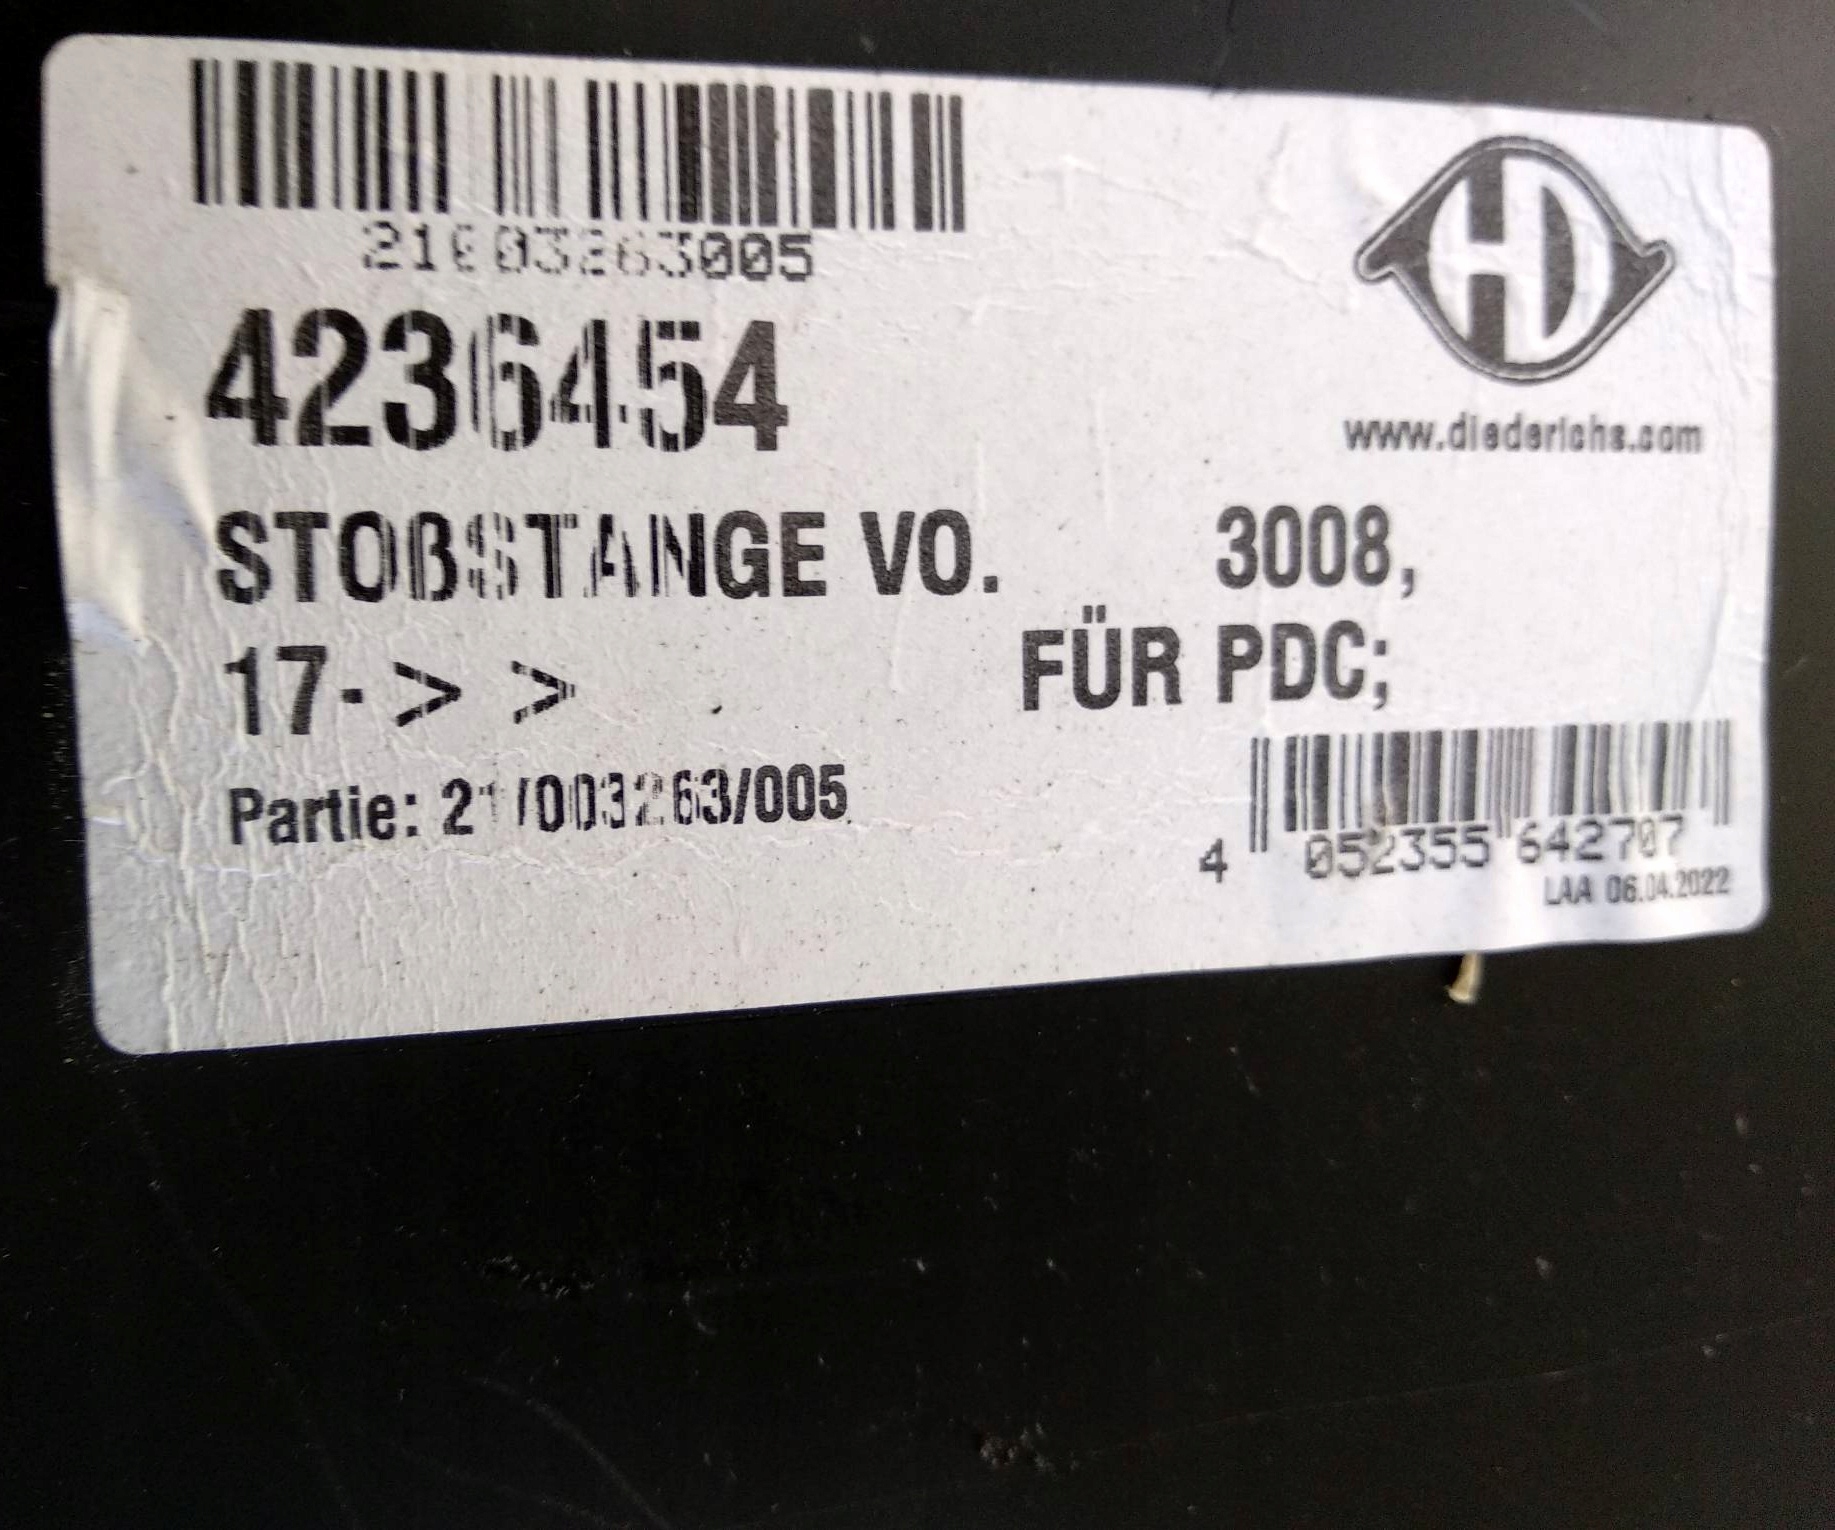 21003263005
HD
4236454
www.diederichs.com
STOßSTANGE VO. 3008,
17-> > FÜR PDC;
Partie: 21/003263/005
4 052355 642707
LAA 06.04.2022